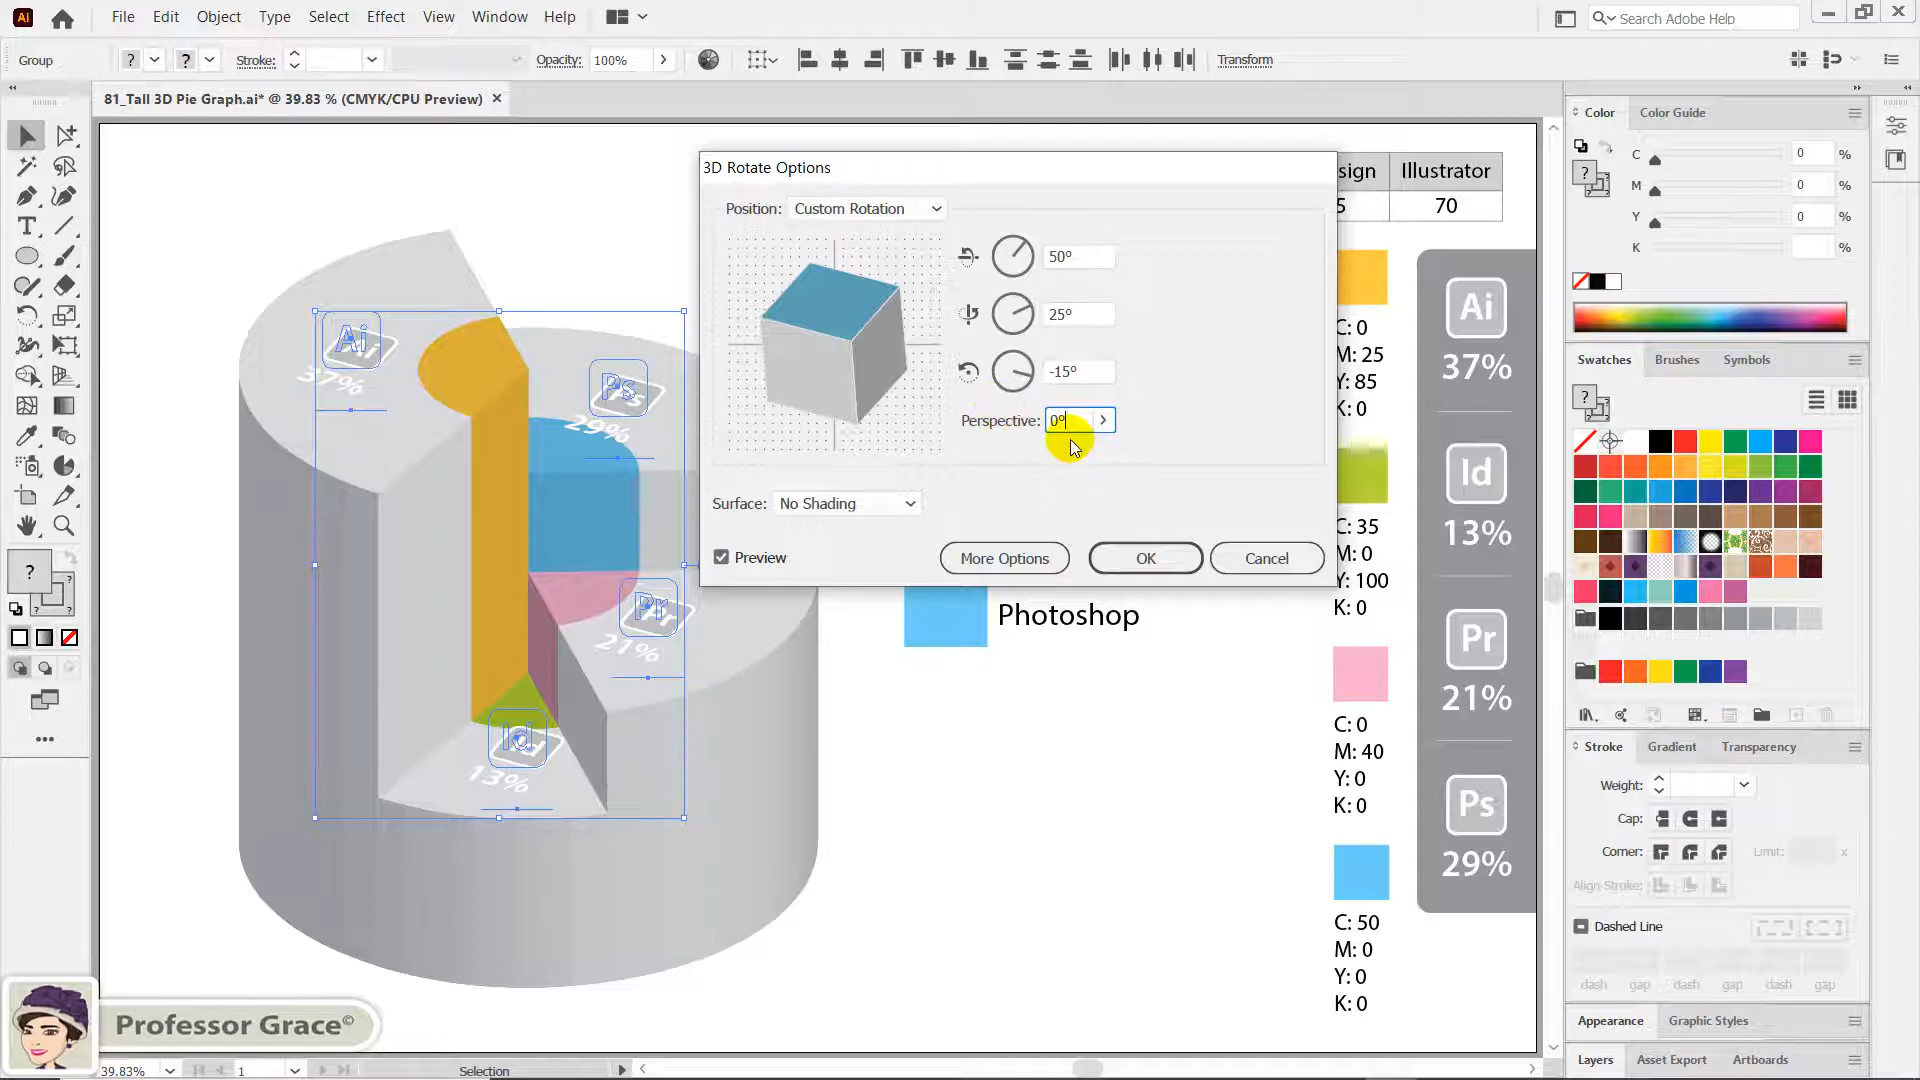 Ai
File Edit Object Type Select Effect View Window Help
Search Adobe Help
Group
?
?
Stroke:
Opacity: 100%
Transform
81_Tall 3D Pie Graph.ai* @ 39.83 % (CMYK/CPU Preview)
3D Rotate Options
Position: Custom Rotation
50°
25°
-15°
Perspective: 0°
Surface: No Shading
Preview
More Options
OK
Cancel
Ai
37%
Ps
29%
Pr
21%
Id
13%
sign
Illustrator
5
70
C: 0
M: 25
Y: 85
K: 0
C: 35
M: 0
Y: 100
K: 0
Photoshop
C: 0
M: 40
Y: 0
K: 0
C: 50
M: 0
Y: 0
K: 0
Ai
37%
Id
13%
Pr
21%
Ps
29%
Color
Color Guide
?
C 0 %
M 0 %
Y 0 %
K %
Swatches
Brushes
Symbols
?
Stroke
Gradient
Transparency
Weight:
Cap:
Corner:
Limit:
x
Align Stroke:
Dashed Line
dash gap dash gap dash gap
Appearance
Graphic Styles
Layers
Asset Export
Artboards
?
?
?
Professor Grace©
39.83%
1
Selection